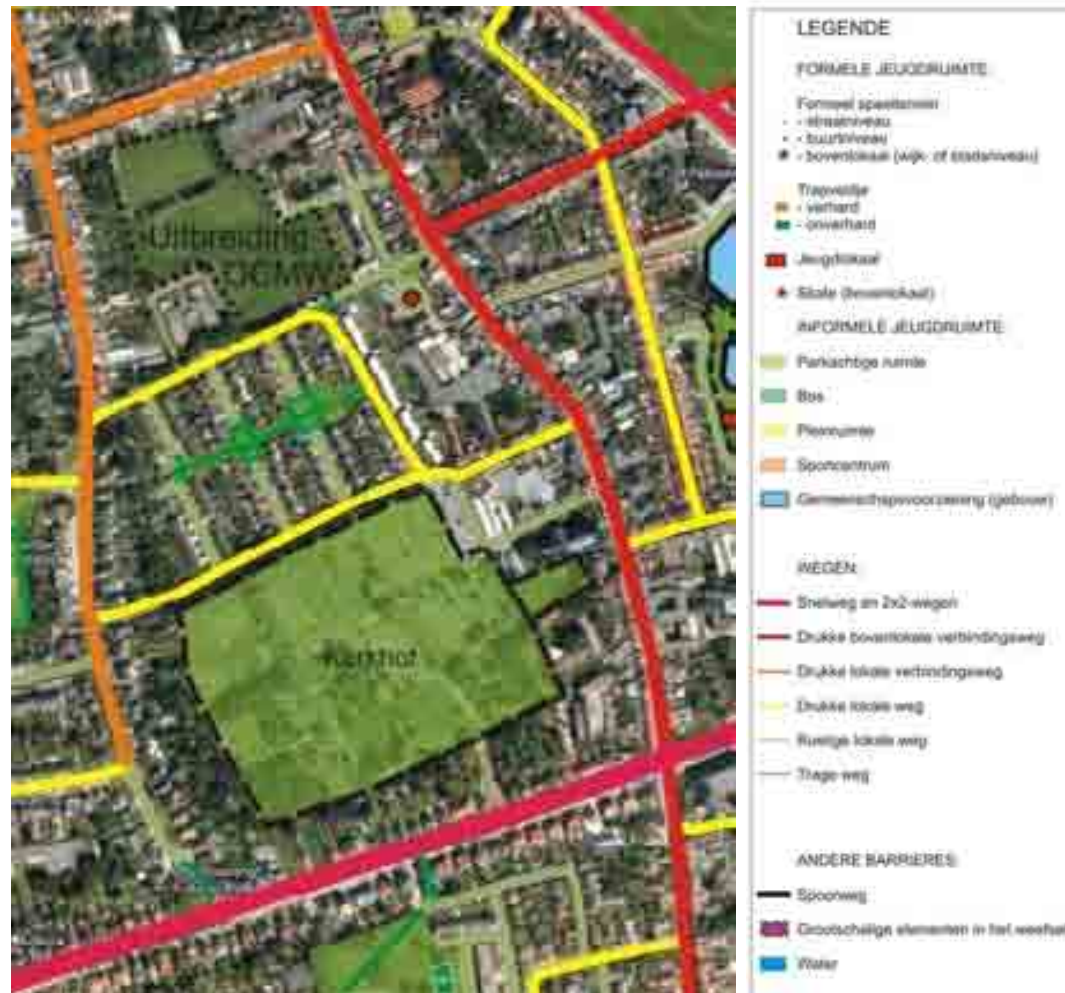 Uitbreiding
OCMW
Kerkhof
LEGENDE
FORMELE JEUGDRUIMTE:
Formeel speelterrein
- straatniveau
- buurtniveau
- bovenlokaal (wijk- of stadsniveau)
Trapveldje
- verhard
- onverhard
Jeugdlokaal
Skate (bovenlokaal)
INFORMELE JEUGDRUIMTE:
Parkachtige ruimte
Bos
Pleinruimte
Sportcentrum
Gemeenschapsvoorziening (gebouw)
WEGEN:
Snelweg en 2x2-wegen
Drukke bovenlokale verbindingsweg
Drukke lokale verbindingsweg
Drukke lokale weg
Rustige lokale weg
Trage weg
ANDERE BARRIERES:
Spoorweg
Grootschalige elementen in het weefsel
Water